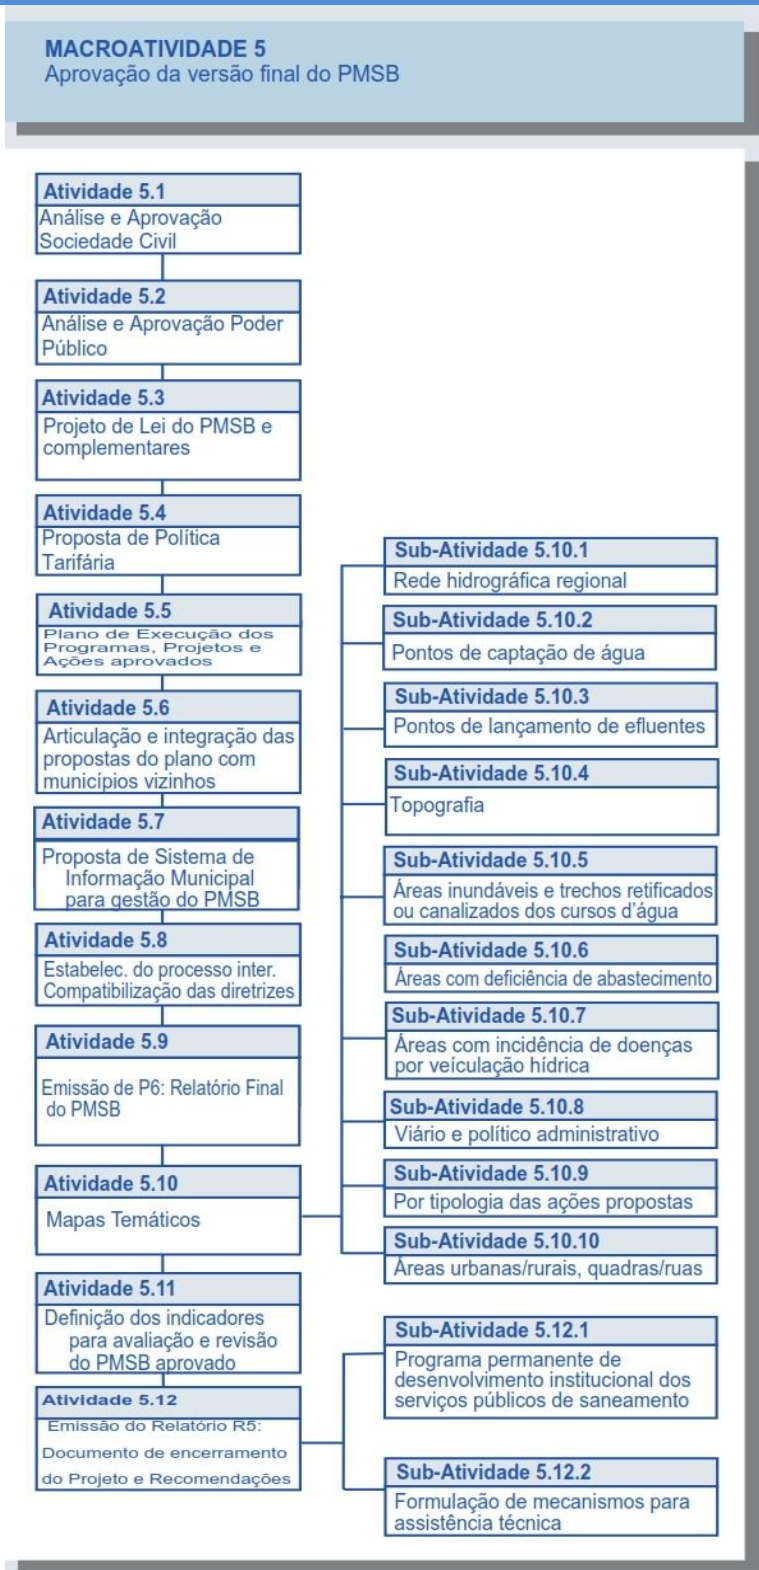 MACROATIVIDADE 5
Aprovação da versão final do PMSB
Atividade 5.1
Análise e Aprovação
Sociedade Civil
Atividade 5.2
Análise e Aprovação Poder
Público
Atividade 5.3
Projeto de Lei do PMSB e
complementares
Atividade 5.4
Proposta de Política
Tarifária
Atividade 5.5
Plano de Execução dos
Programas, Projetos e
Ações aprovados
Atividade 5.6
Articulação e integração das
propostas do plano com
municípios vizinhos
Atividade 5.7
Proposta de Sistema de
Informação Municipal
para gestão do PMSB
Atividade 5.8
Estabelec. do processo inter.
Compatibilização das diretrizes
Atividade 5.9
Emissão de P6: Relatório Final
do PMSB
Atividade 5.10
Mapas Temáticos
Sub-Atividade 5.10.1
Rede hidrográfica regional
Sub-Atividade 5.10.2
Pontos de captação de água
Sub-Atividade 5.10.3
Pontos de lançamento de efluentes
Sub-Atividade 5.10.4
Topografia
Sub-Atividade 5.10.5
Áreas inundáveis e trechos retificados
ou canalizados dos cursos d'água
Sub-Atividade 5.10.6
Áreas com deficiência de abastecimento
Sub-Atividade 5.10.7
Áreas com incidência de doenças
por veículação hídrica
Sub-Atividade 5.10.8
Viário e político administrativo
Sub-Atividade 5.10.9
Por tipologia das ações propostas
Sub-Atividade 5.10.10
Áreas urbanas/rurais, quadras/ruas
Atividade 5.11
Definição dos indicadores
para avaliação e revisão
do PMSB aprovado
Atividade 5.12
Emissão do Relatório R5:
Documento de encerramento
do Projeto e Recomendações
Sub-Atividade 5.12.1
Programa permanente de
desenvolvimento institucional dos
serviços públicos de saneamento
Sub-Atividade 5.12.2
Formulação de mecanismos para
assistência técnica